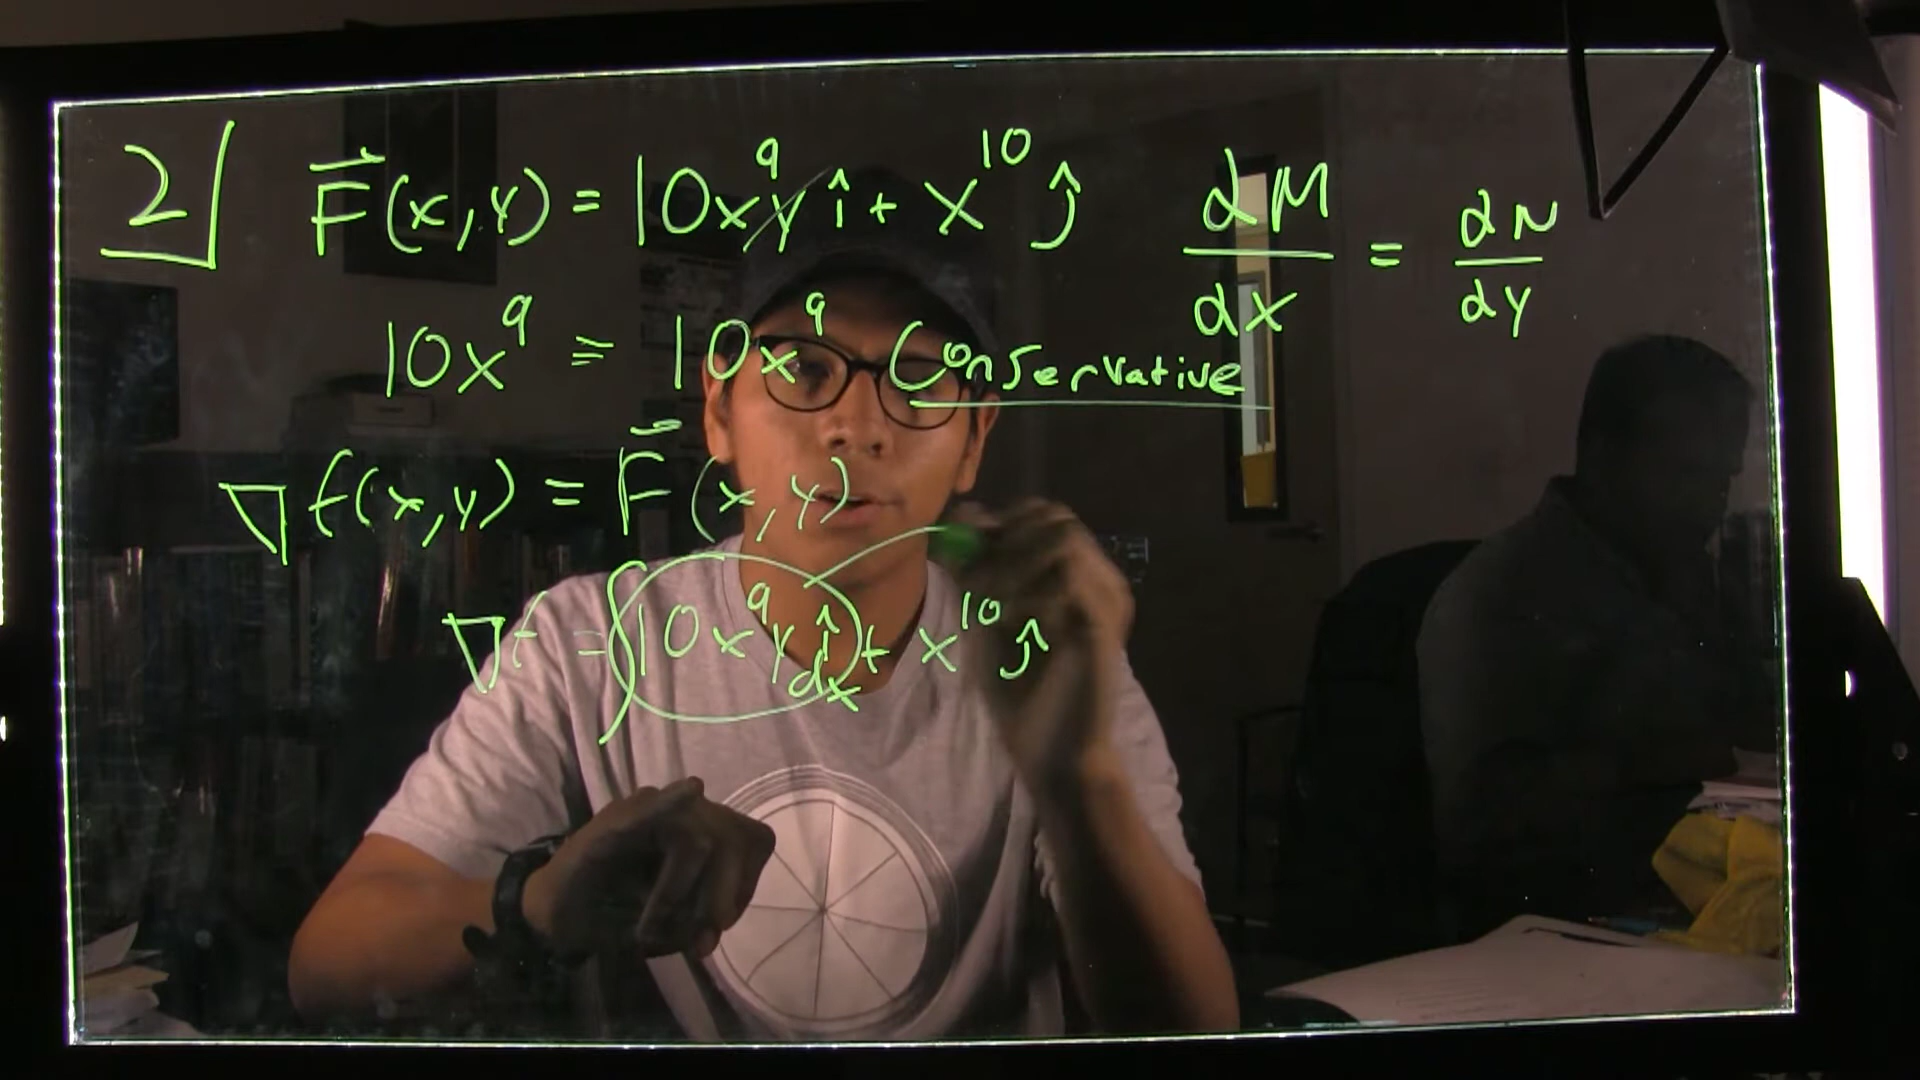 2 F⃗(x,y) = 10x⁹y î + x¹⁰ ĵ  dM/dx = dN/dy
10x⁹ = 10x⁹ Conservative
∇f(x,y) = F⃗(x,y)
∇f = ∫10x⁹y î dx + x¹⁰ ĵ